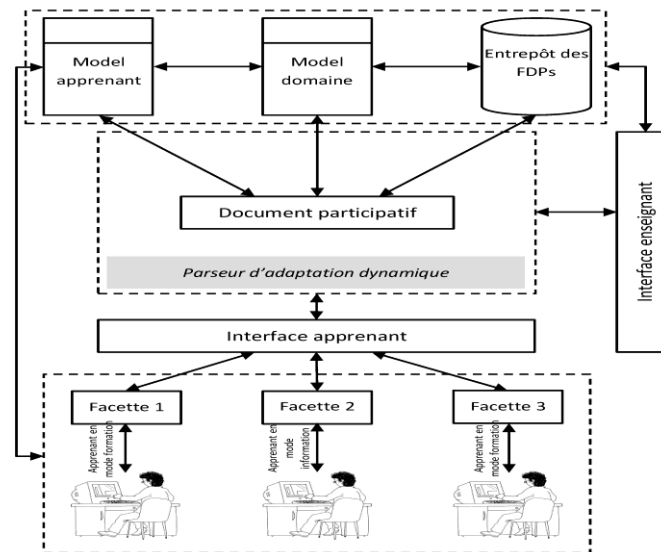 Model
apprenant
Model
domaine
Entrepôt des
FDPs
Document participatif
Parseur d'adaptation dynamique
Interface enseignant
Interface apprenant
Facette 1
Facette 2
Facette 3
Apprenant en
mode formation
Apprenant en
mode
information
Apprenant en
mode formation